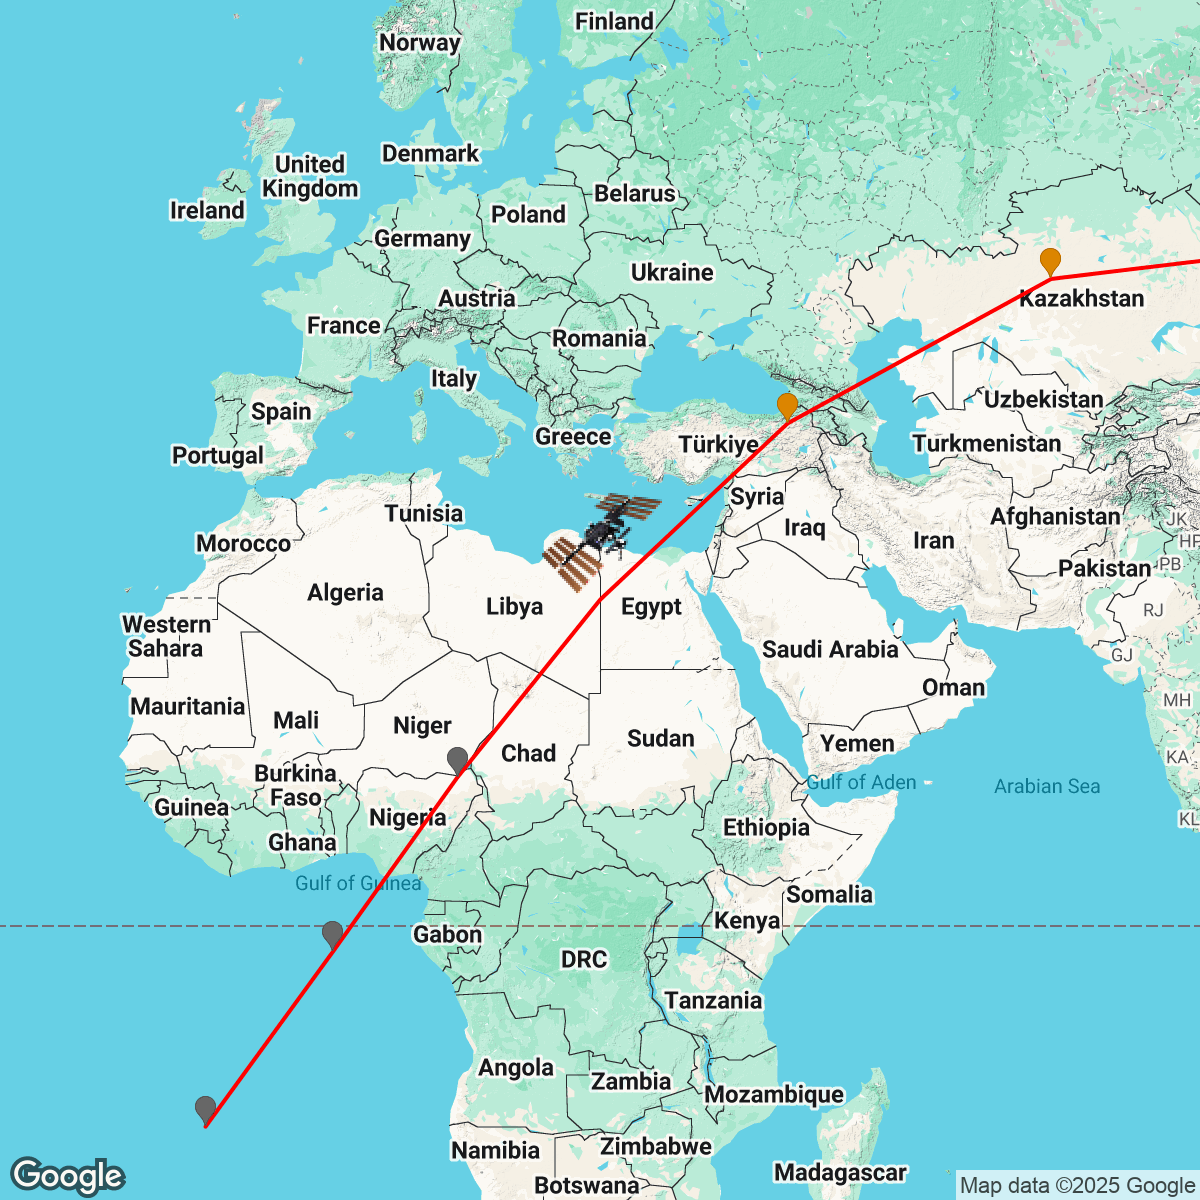 Finland
Norway
Denmark
United
Kingdom
Ireland
Belarus
Poland
Germany
Ukraine
Austria
Kazakhstan
France
Romania
Italy
Spain
Uzbekistan
Greece
Türkiye
Turkmenistan
Portugal
Syria
Tunisia
Afghanistan
JK
Iraq
Iran
HP
Morocco
Pakistan
PB
Algeria
Libya
Egypt
RJ
Western
Sahara
Saudi Arabia
GJ
Oman
Mauritania
MH
Mali
Niger
Sudan
Yemen
Chad
KA
Burkina
Faso
Gulf of Aden
Arabian Sea
Guinea
Nigeria
KL
Ethiopia
Ghana
Gulf of Guinea
Somalia
Kenya
Gabon
DRC
Tanzania
Angola
Zambia
Mozambique
Namibia
Zimbabwe
Madagascar
Botswana
Google
Map data ©2025 Google